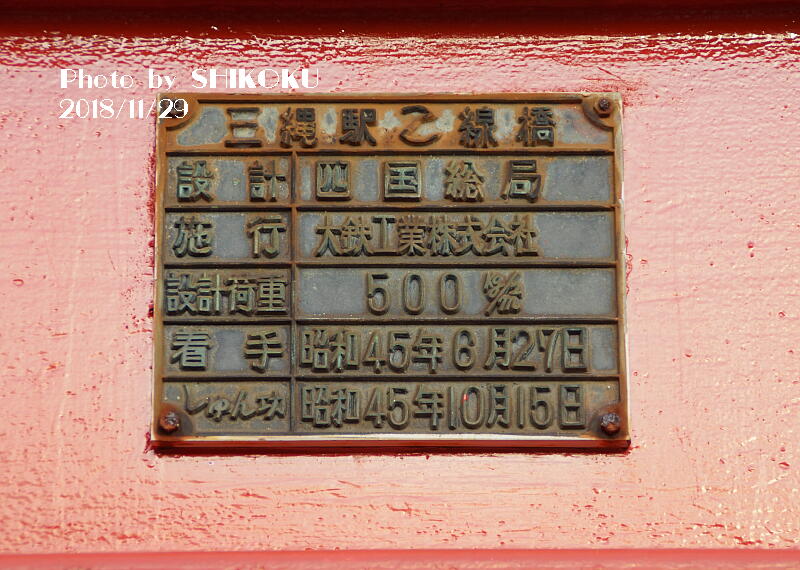 Photo by SHIKOKU
2018/11/29
三縄駅こ線橋
設計 四国総局
施行 大鉄工業株式会社
設計荷重 500 ㎏/㎡
着手 昭和45年6月27日
しゅん功 昭和45年10月15日